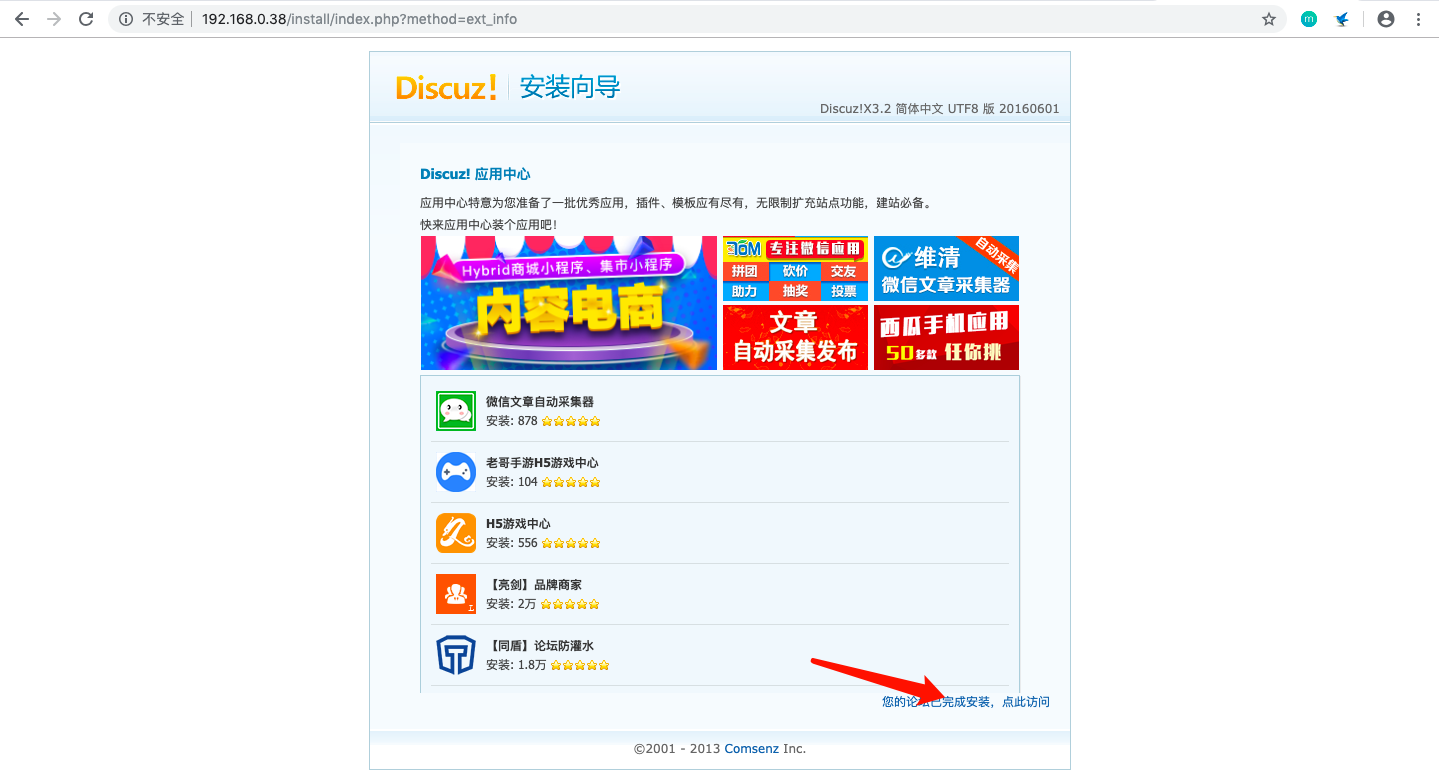 不安全 192.168.0.38/install/index.php?method=ext_info
Discuz! 安装向导
Discuz!X3.2 简体中文 UTF8 版 20160601
Discuz! 应用中心
应用中心特意为您准备了一批优秀应用，插件、模板应有尽有，无限制扩充站点功能，建站必备。
快来应用中心装个应用吧！
Hybrid商城小程序、集市小程序
内容电商
TOM 专注微信应用
拼团 砍价 交友
助力 抽奖 投票
自动采集
维清
微信文章采集器
文章
自动采集发布
西瓜手机应用
50多款 任你挑
微信文章自动采集器
安装: 878
老哥手游H5游戏中心
安装: 104
H5游戏中心
安装: 556
【亮剑】品牌商家
安装: 2万
【同盾】论坛防灌水
安装: 1.8万
您的论坛已完成安装，点此访问
©2001 - 2013 Comsenz Inc.